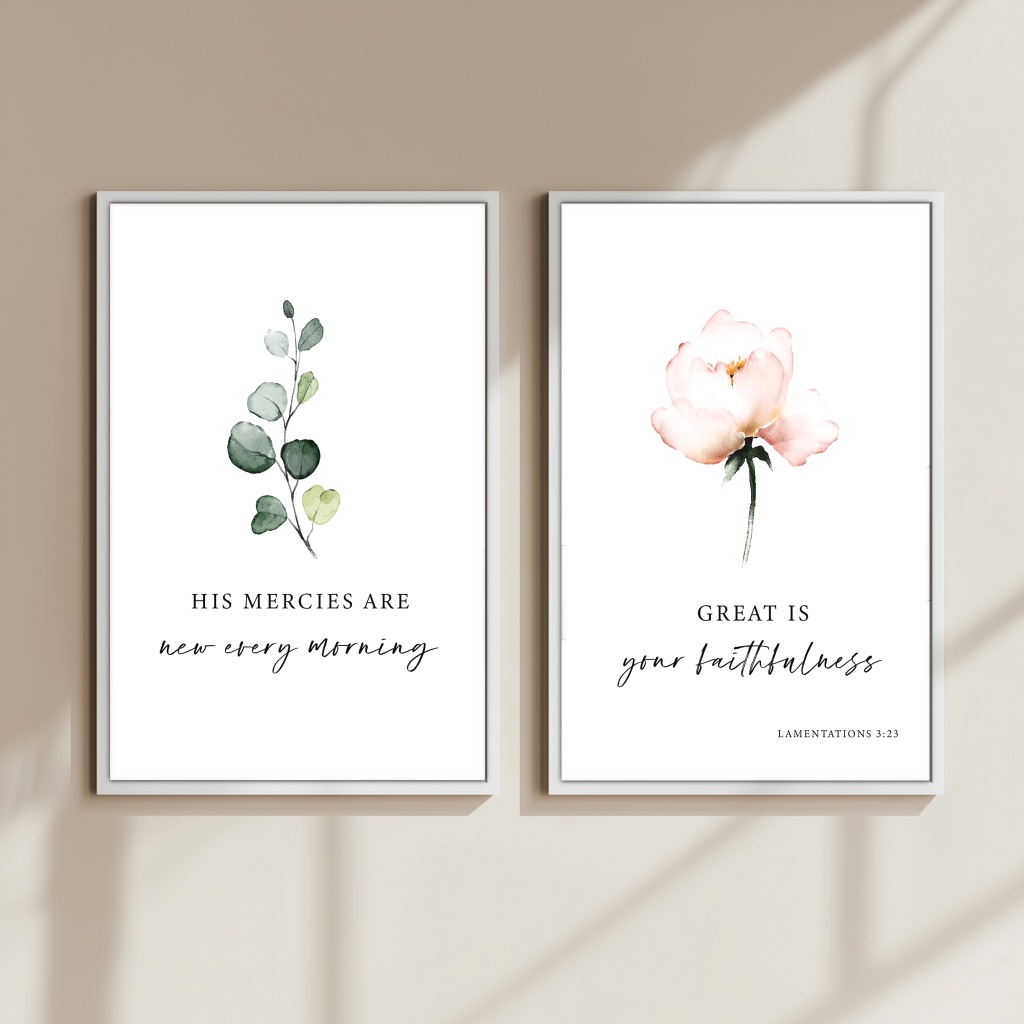 HIS MERCIES ARE
new every morning
GREAT IS
your faithfulness
LAMENTATIONS 3:23